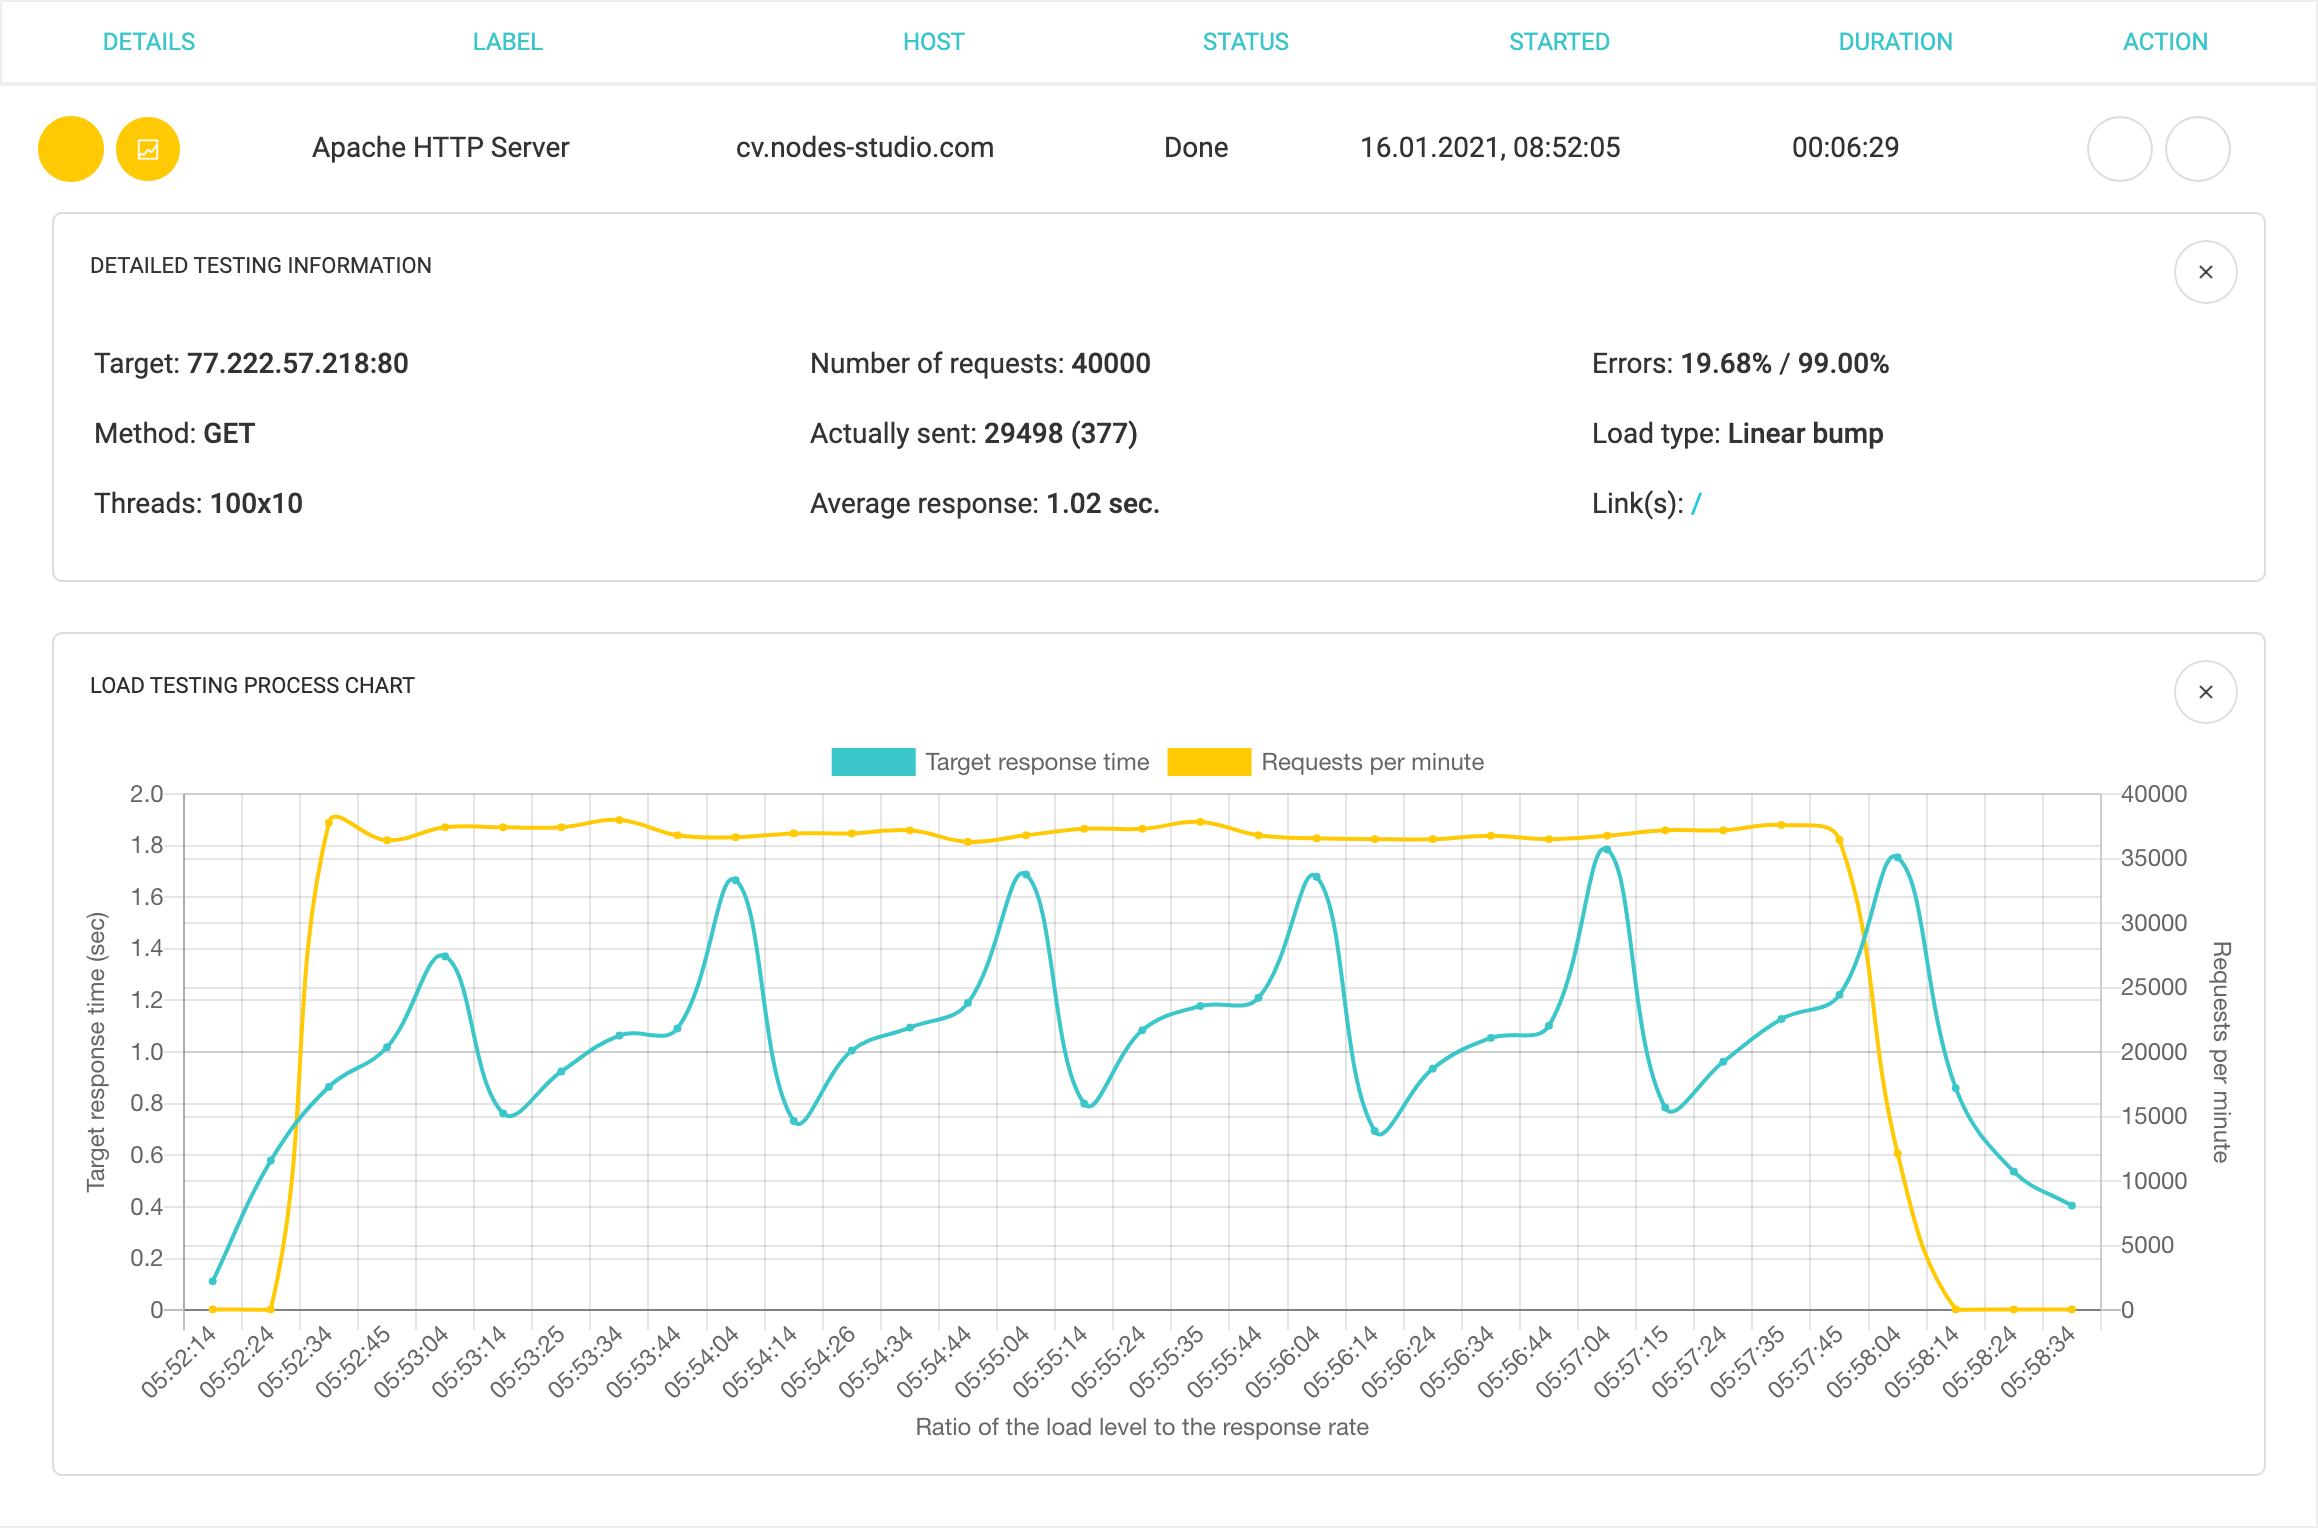 DETAILS LABEL HOST STATUS STARTED DURATION ACTION
Apache HTTP Server cv.nodes-studio.com Done 16.01.2021, 08:52:05 00:06:29
DETAILED TESTING INFORMATION
Target: 77.222.57.218:80 Number of requests: 40000 Errors: 19.68% / 99.00%
Method: GET Actually sent: 29498 (377) Load type: Linear bump
Threads: 100x10 Average response: 1.02 sec. Link(s): /
LOAD TESTING PROCESS CHART
Target response time Requests per minute
2.0 40000
1.8 35000
1.6 30000
1.4 25000
1.2 20000
1.0 15000
0.8 10000
0.6 5000
0.4 0
0.2
0
Target response time (sec)
Requests per minute
05:52:14 05:52:24 05:52:34 05:52:45 05:53:04 05:53:14 05:53:25 05:53:34 05:53:44 05:54:04 05:54:14 05:54:26 05:54:34 05:54:44 05:55:04 05:55:14 05:55:24 05:55:35 05:55:44 05:56:04 05:56:14 05:56:24 05:56:34 05:56:44 05:57:04 05:57:15 05:57:24 05:57:35 05:57:45 05:58:04 05:58:14 05:58:24 05:58:34
Ratio of the load level to the response rate